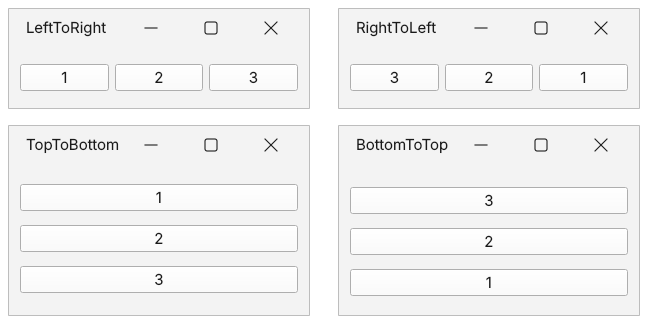 LeftToRight
1 2 3
RightToLeft
3 2 1
TopToBottom
1
2
3
BottomToTop
3
2
1